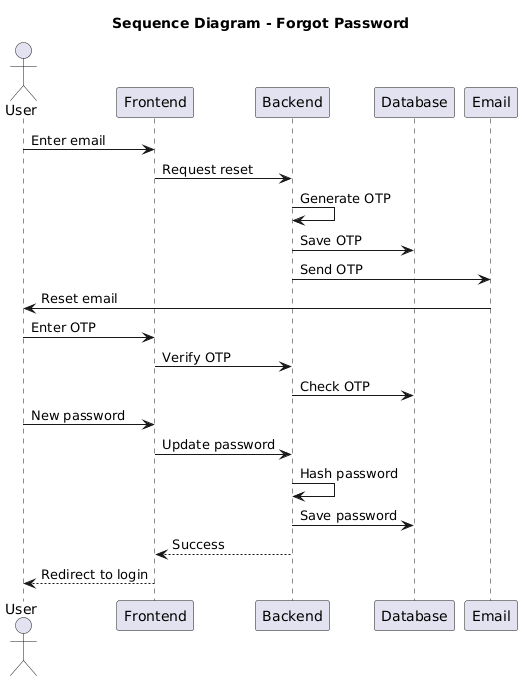 Sequence Diagram - Forgot Password
User
Frontend
Backend
Database
Email
Enter email
Request reset
Generate OTP
Save OTP
Send OTP
Reset email
Enter OTP
Verify OTP
Check OTP
New password
Update password
Hash password
Save password
Success
Redirect to login
User
Frontend
Backend
Database
Email